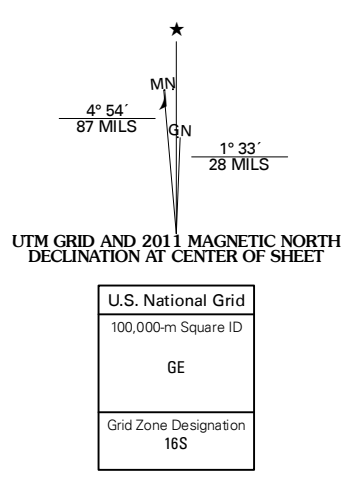 ★
MN
4° 54´
87 MILS
GN
1° 33´
28 MILS
UTM GRID AND 2011 MAGNETIC NORTH
DECLINATION AT CENTER OF SHEET
U.S. National Grid
100,000-m Square ID
GE
Grid Zone Designation
16S